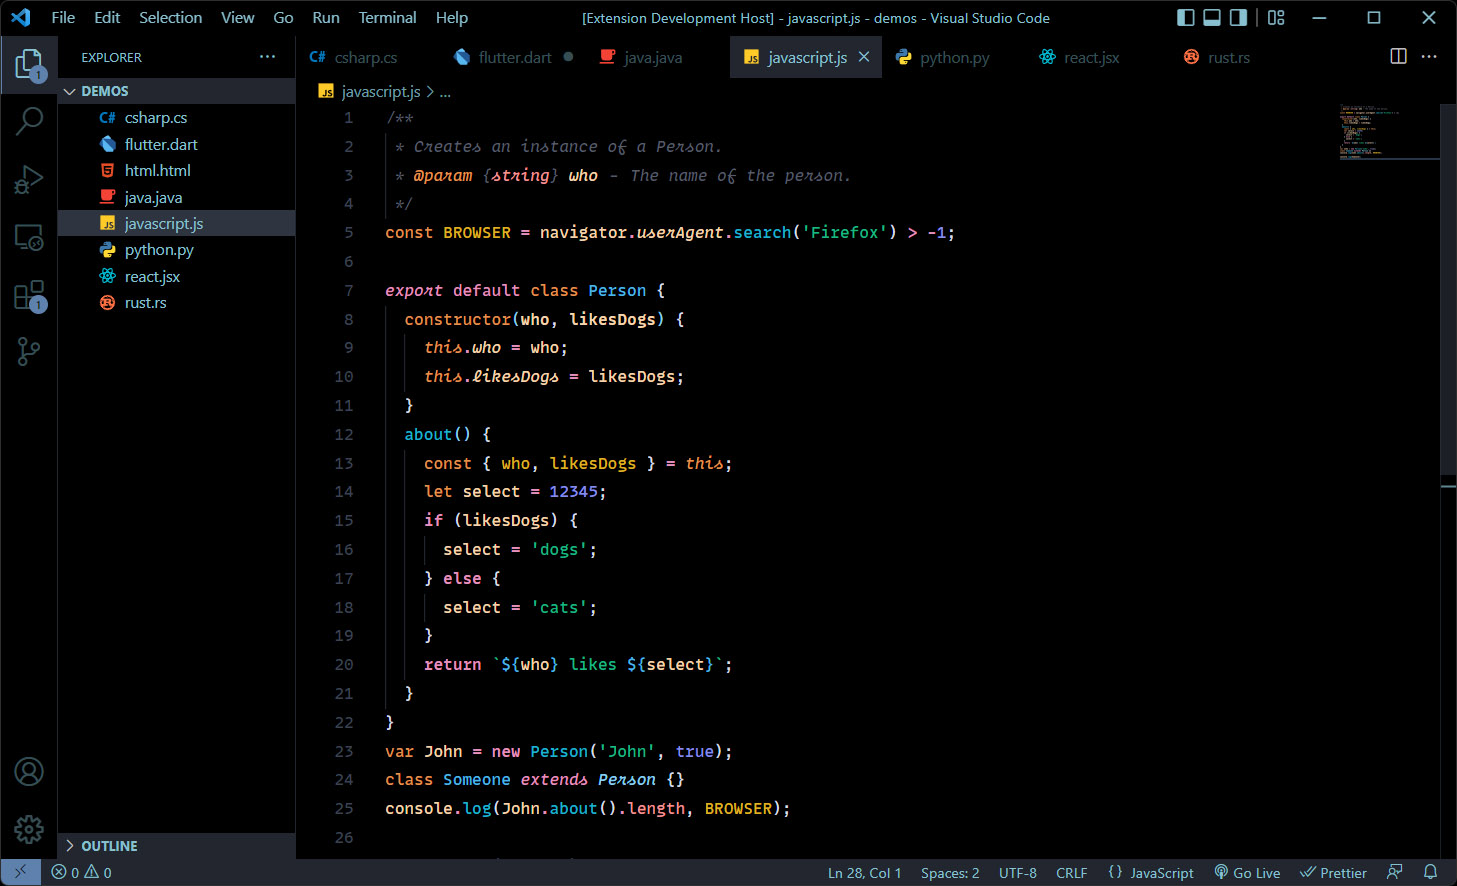 File Edit Selection View Go Run Terminal Help [Extension Development Host] - javascript.js - demos - Visual Studio Code
EXPLORER
DEMOS
C# csharp.cs
flutter.dart
html.html
java.java
JS javascript.js
python.py
react.jsx
rust.rs
OUTLINE
1
1
C# csharp.cs flutter.dart java.java JS javascript.js python.py react.jsx rust.rs
JS javascript.js > ...
1 /**
2 * Creates an instance of a Person.
3 * @param {string} who - The name of the person.
4 */
5 const BROWSER = navigator.userAgent.search('Firefox') > -1;
6
7 export default class Person {
8 constructor(who, likesDogs) {
9 this.who = who;
10 this.likesDogs = likesDogs;
11 }
12 about() {
13 const { who, likesDogs } = this;
14 let select = 12345;
15 if (likesDogs) {
16 select = 'dogs';
17 } else {
18 select = 'cats';
19 }
20 return `${who} likes ${select}`;
21 }
22 }
23 var John = new Person('John', true);
24 class Someone extends Person {}
25 console.log(John.about().length, BROWSER);
26
0 0 Ln 28, Col 1 Spaces: 2 UTF-8 CRLF {} JavaScript Go Live Prettier